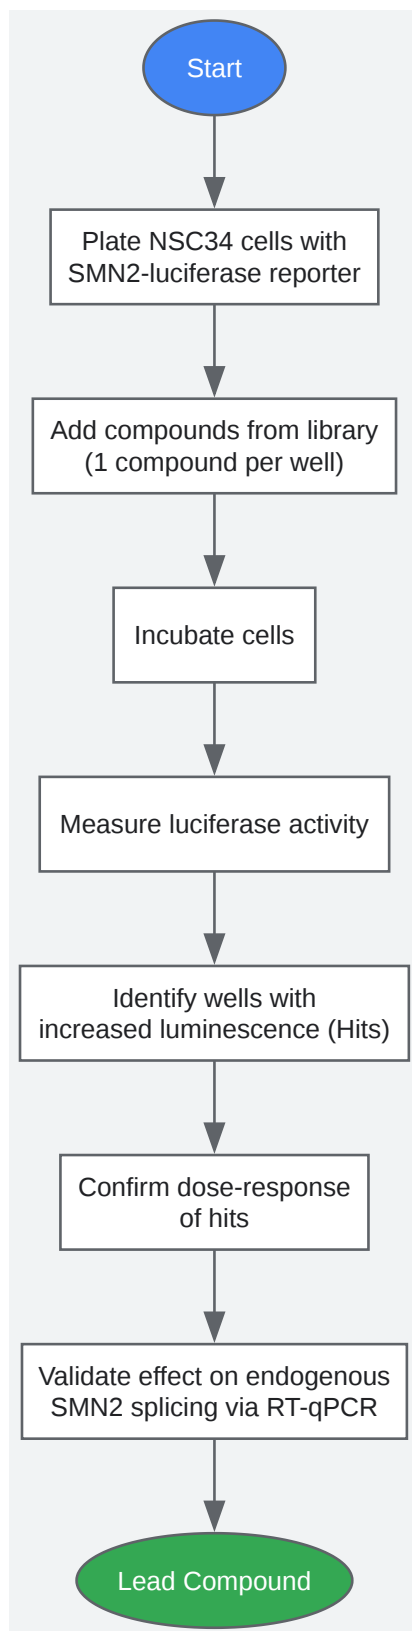 Start
Plate NSC34 cells with
SMN2-luciferase reporter
Add compounds from library
(1 compound per well)
Incubate cells
Measure luciferase activity
Identify wells with
increased luminescence (Hits)
Confirm dose-response
of hits
Validate effect on endogenous
SMN2 splicing via RT-qPCR
Lead Compound